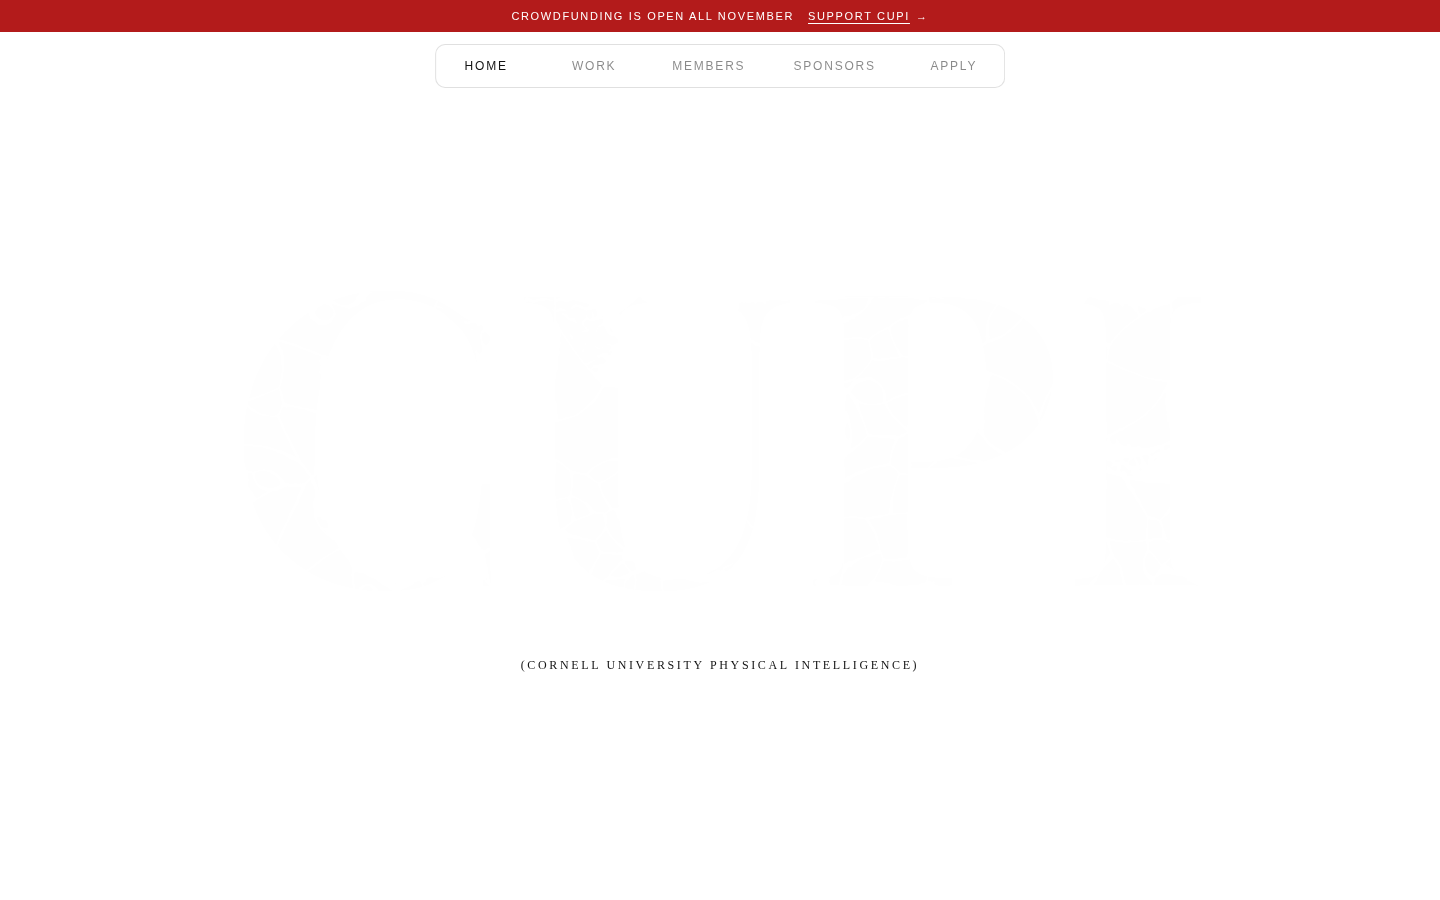 CROWDFUNDING IS OPEN ALL NOVEMBER SUPPORT CUPI →
HOME WORK MEMBERS SPONSORS APPLY
CUPI
(CORNELL UNIVERSITY PHYSICAL INTELLIGENCE)